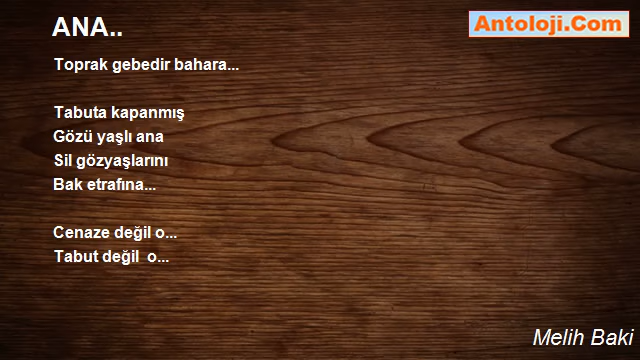 ANA..
Antoloji.Com
Toprak gebedir bahara...
Tabuta kapanmış
Gözü yaşlı ana
Sil gözyaşlarını
Bak etrafına...
Cenaze değil o...
Tabut değil  o...
Melih Baki